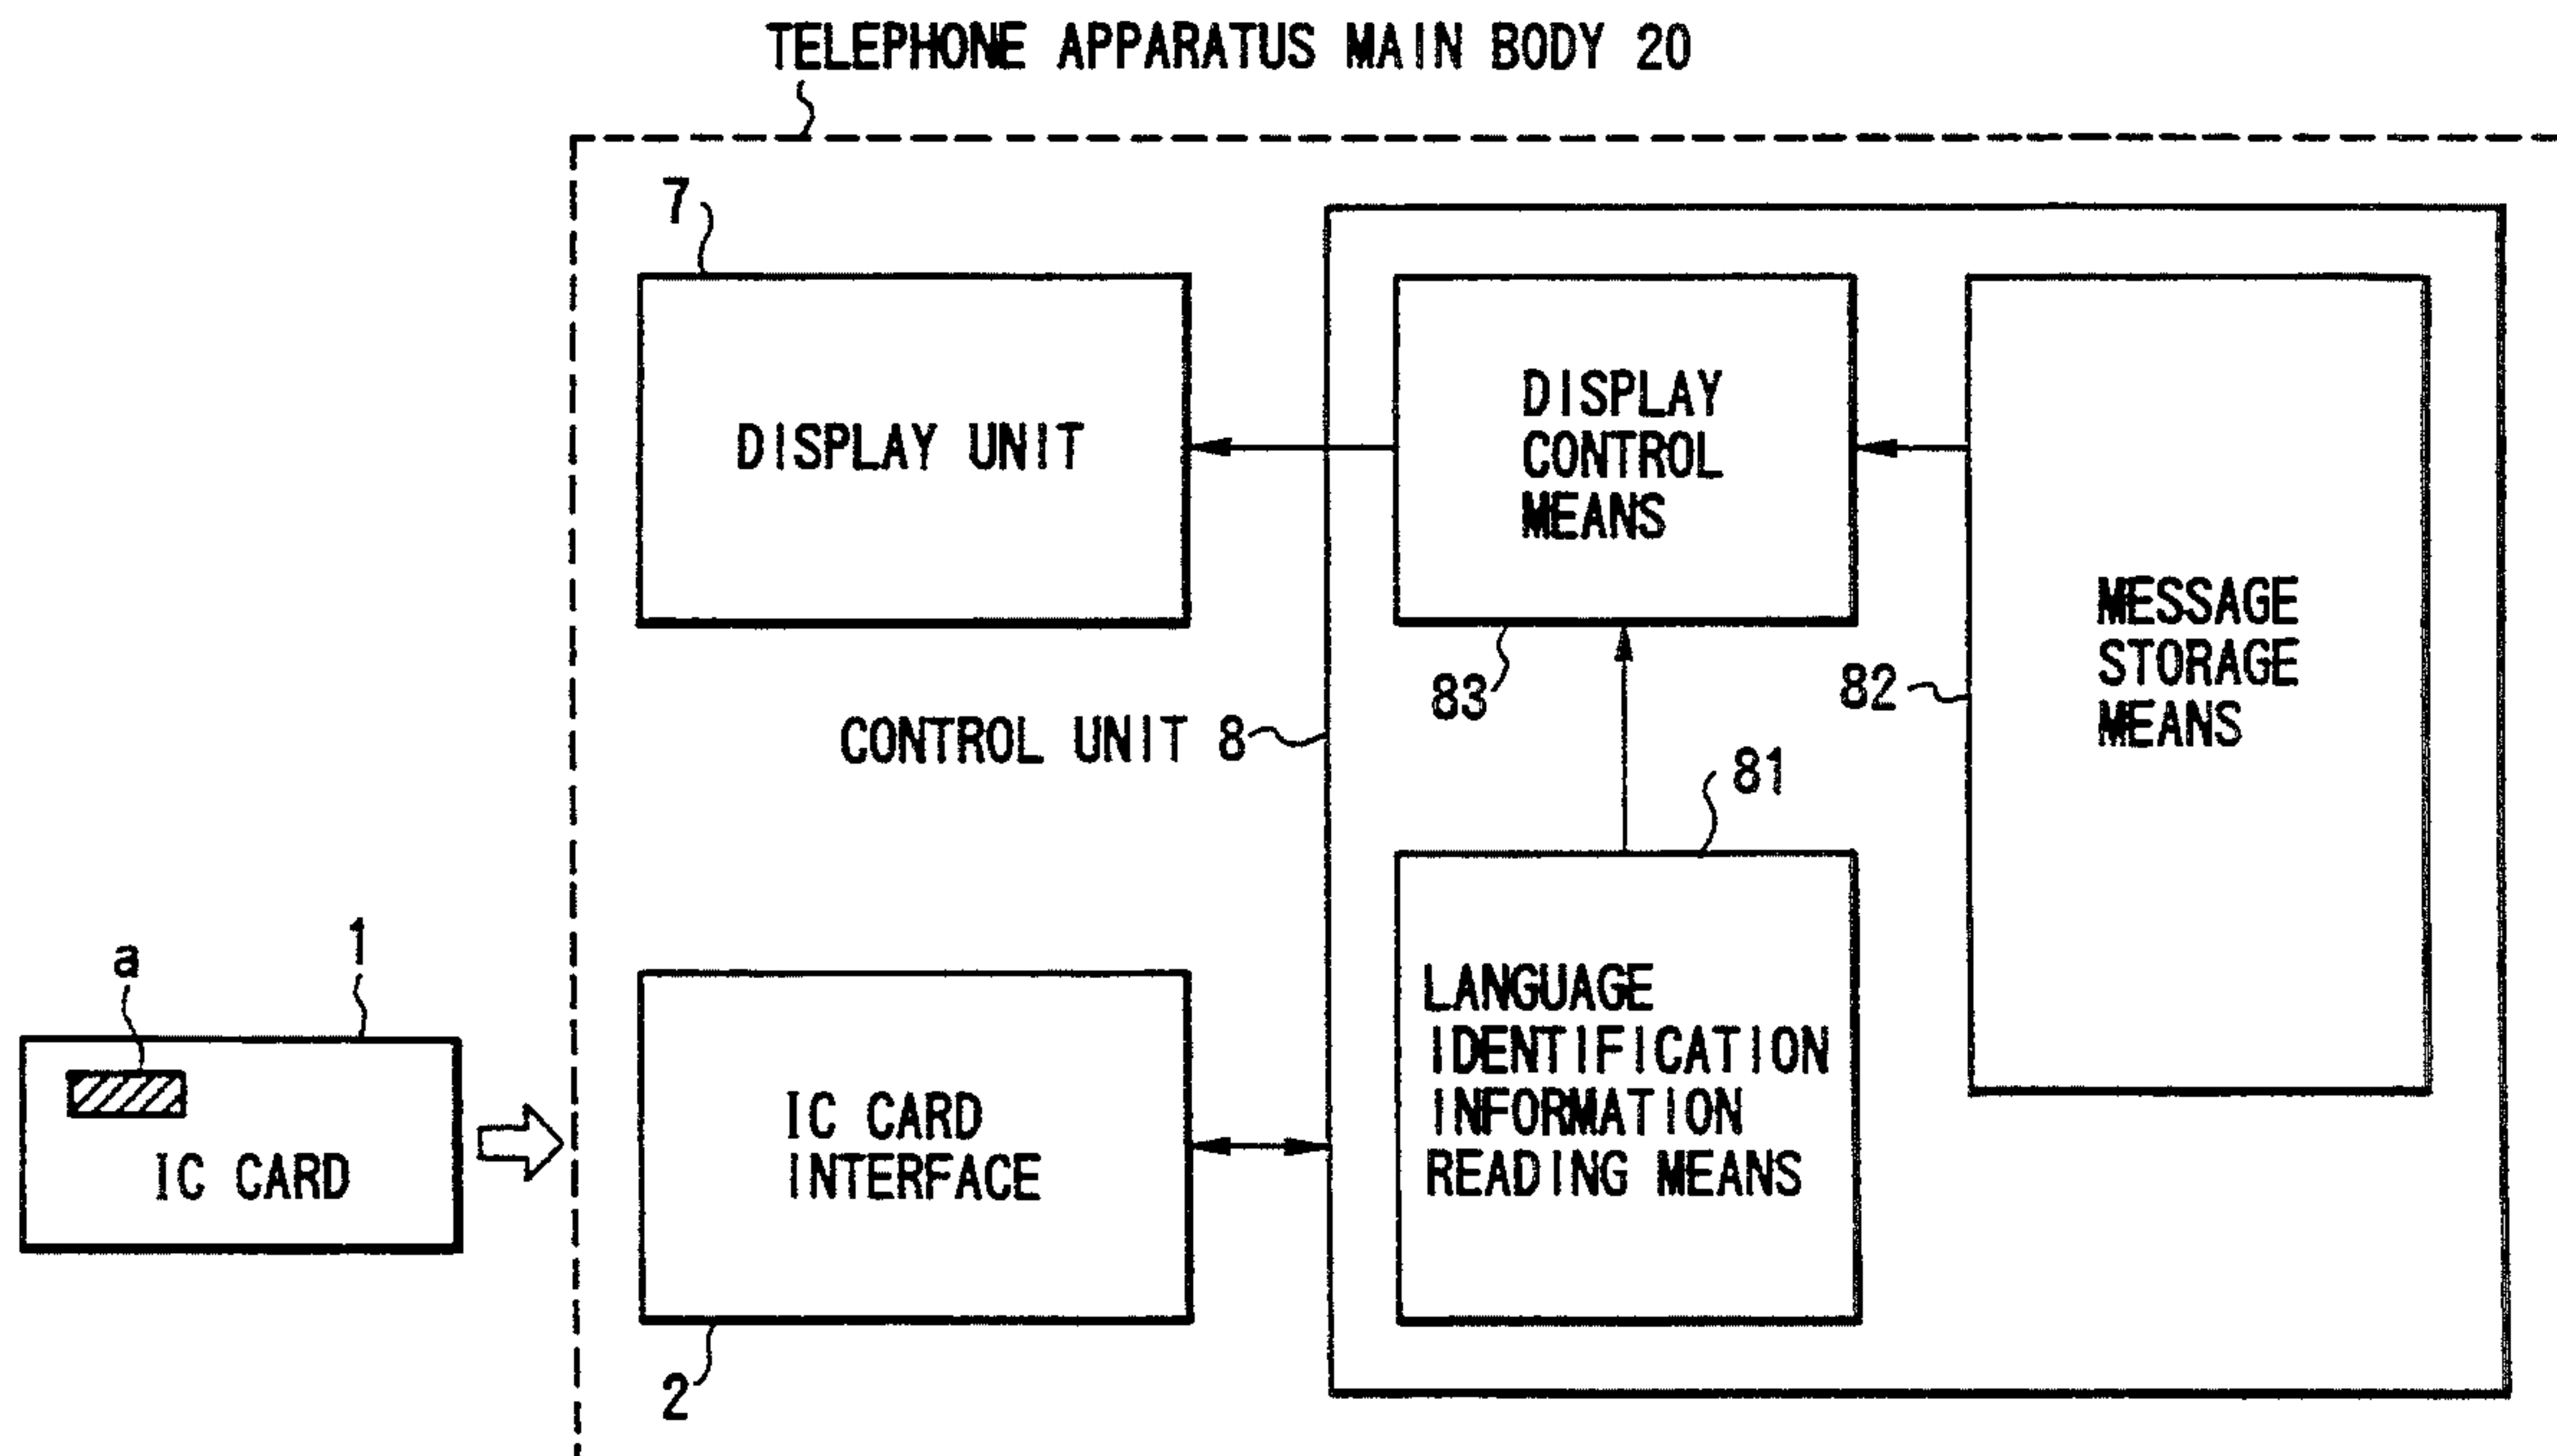 TELEPHONE APPARATUS MAIN BODY 20
7
DISPLAY UNIT
DISPLAY
CONTROL
MEANS
83
MESSAGE
STORAGE
MEANS
82
CONTROL UNIT 8
81
LANGUAGE
IDENTIFICATION
INFORMATION
READING MEANS
a
1
IC CARD
IC CARD
INTERFACE
2